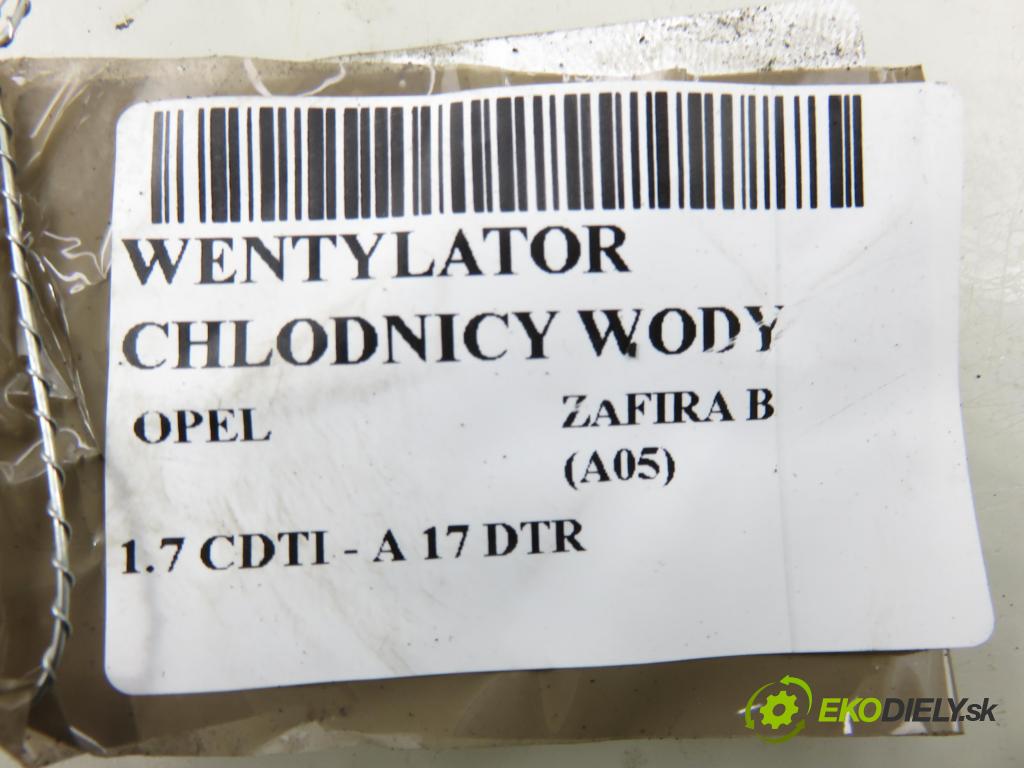 WENTYLATOR
CHLODNICY WODY
OPEL ZAFIRA B
(A05)
1.7 CDTI - A 17 DTR
EKODIELY.sk